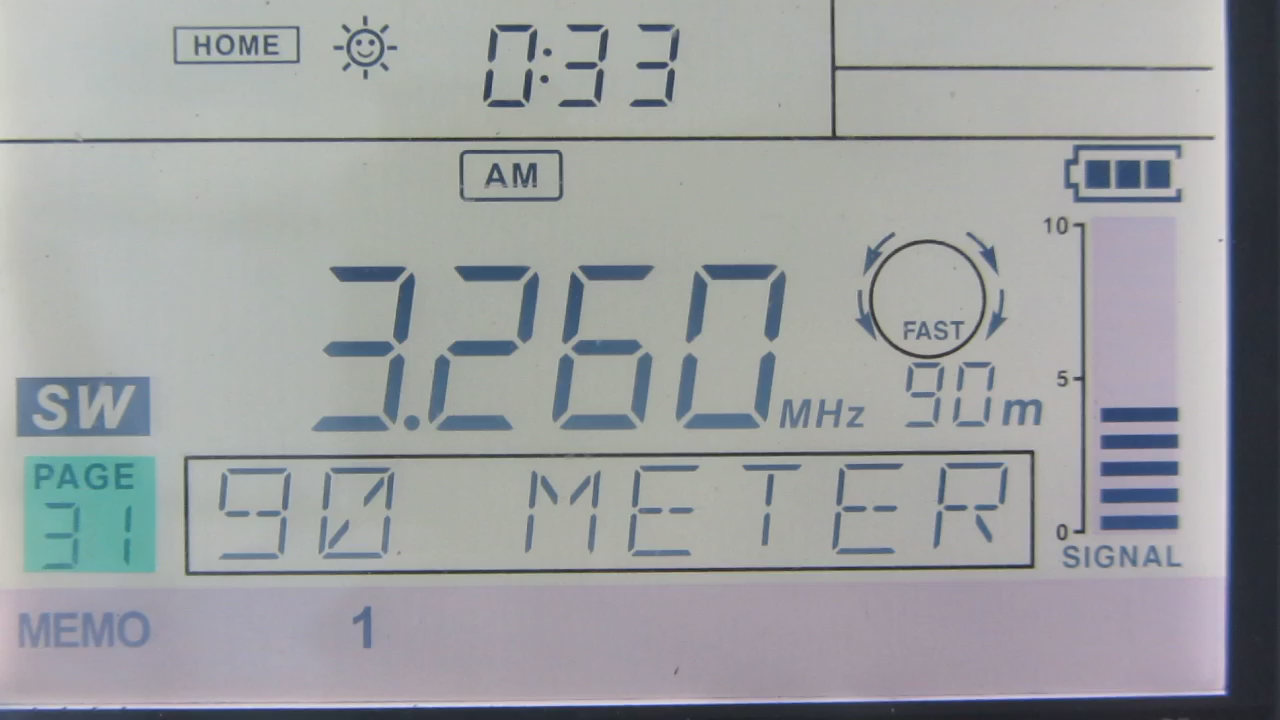 HOME 0:33
AM
10
3.260 MHz FAST
5
90 m
SW
PAGE
31
90 METER
0
SIGNAL
MEMO 1